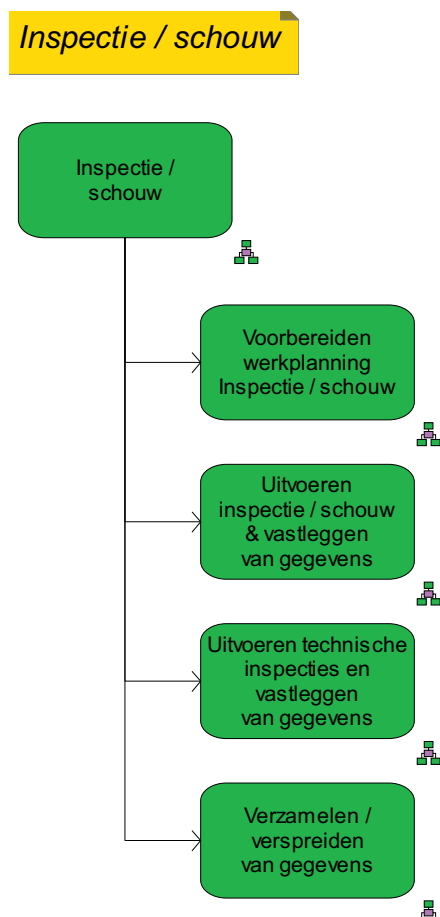 Inspectie / schouw
Inspectie /
schouw
Voorbereiden
werkplanning
Inspectie / schouw
Uitvoeren
inspectie / schouw
& vastleggen
van gegevens
Uitvoeren technische
inspecties en
vastleggen
van gegevens
Verzamelen /
verspreiden
van gegevens